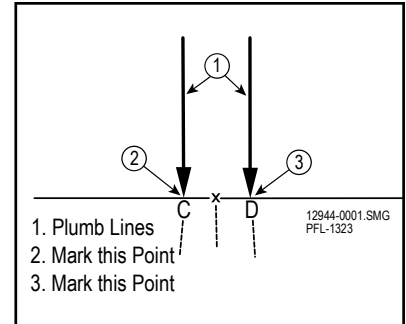 1
2
3
x
C
D
12944-0001.SMG
PFL-1323
1. Plumb Lines
2. Mark this Point
3. Mark this Point